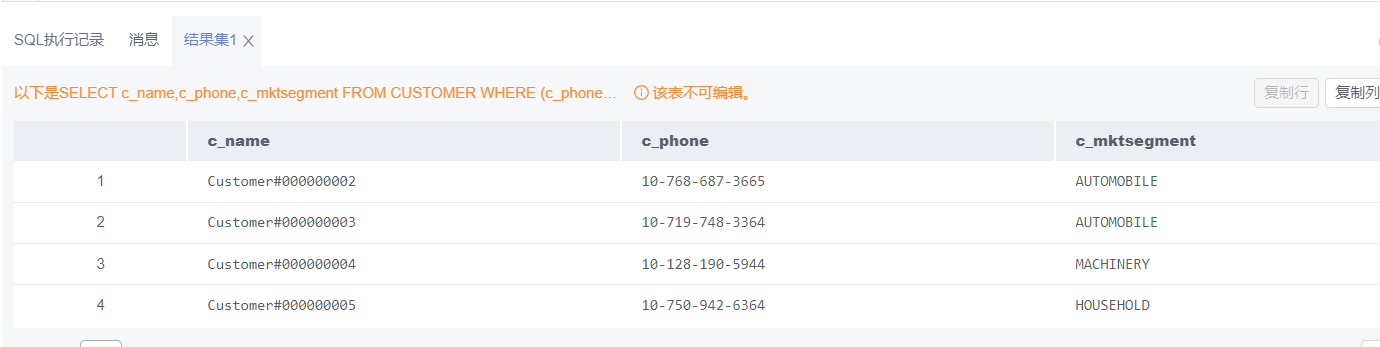 SQL执行记录 消息 结果集1
以下是SELECT c_name,c_phone,c_mktsegment FROM CUSTOMER WHERE (c_phone... 该表不可编辑。 复制行 复制列
c_name c_phone c_mktsegment
1 Customer#000000002 10-768-687-3665 AUTOMOBILE
2 Customer#000000003 10-719-748-3364 AUTOMOBILE
3 Customer#000000004 10-128-190-5944 MACHINERY
4 Customer#000000005 10-750-942-6364 HOUSEHOLD